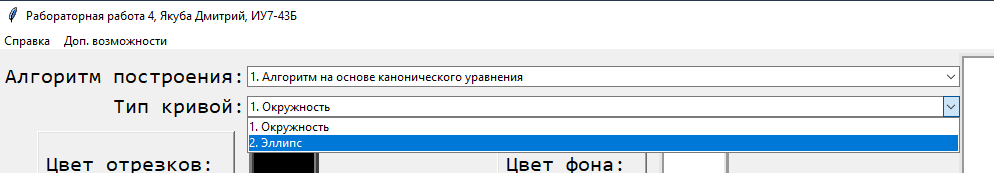 Рабораторная работа 4, Якуба Дмитрий, ИУ7-43Б
Справка Доп. возможности
Алгоритм построения: 1. Алгоритм на основе канонического уравнения
Тип кривой: 1. Окружность
1. Окружность
2. Эллипс
Цвет отрезков: Цвет фона: